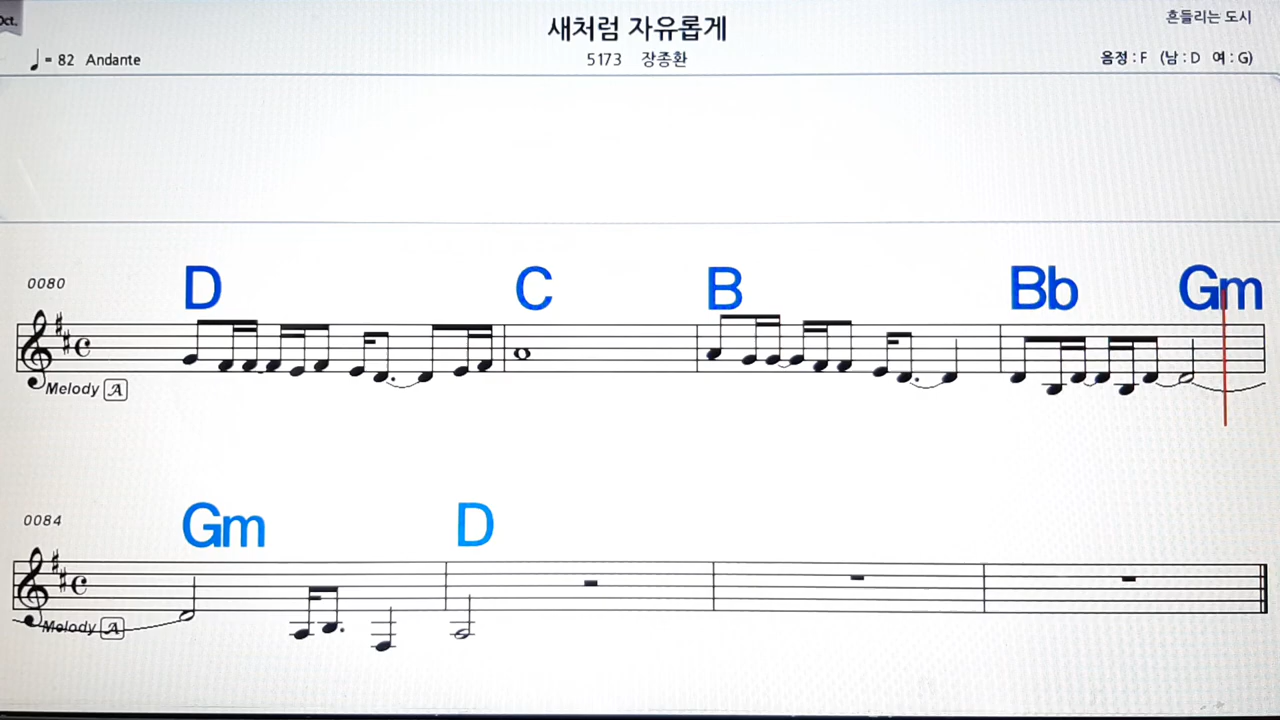 Oct.
새처럼 자유롭게
흔들리는 도시
♩= 82 Andante
5173 장종환
음정 : F (남 : D 여 : G)
D C B Bb Gm
0080
Melody A
Gm D
0084
Melody A